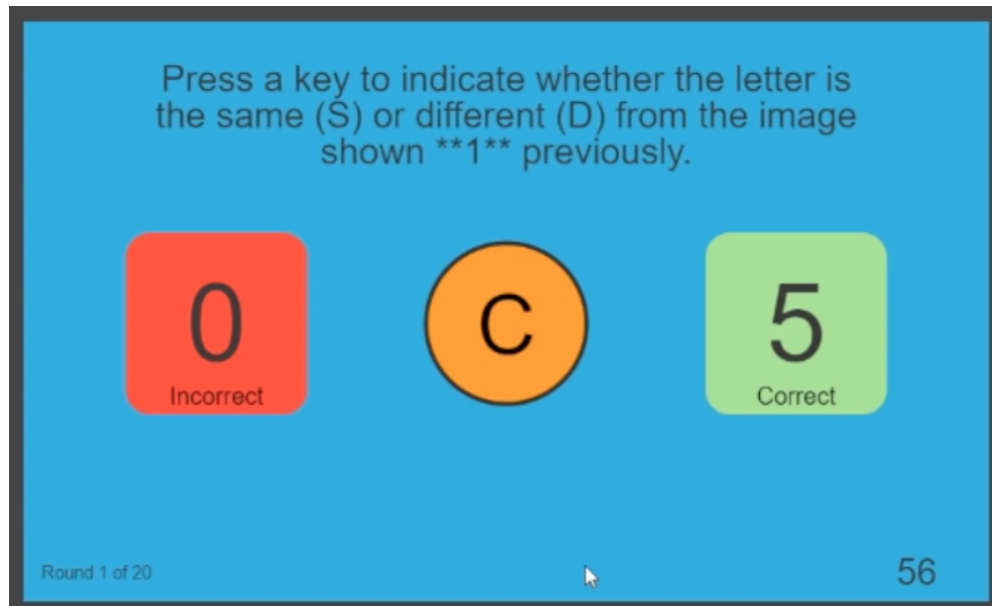 Press a key to indicate whether the letter is
the same (S) or different (D) from the image
shown **1** previously.
0
Incorrect
C
5
Correct
Round 1 of 20
56